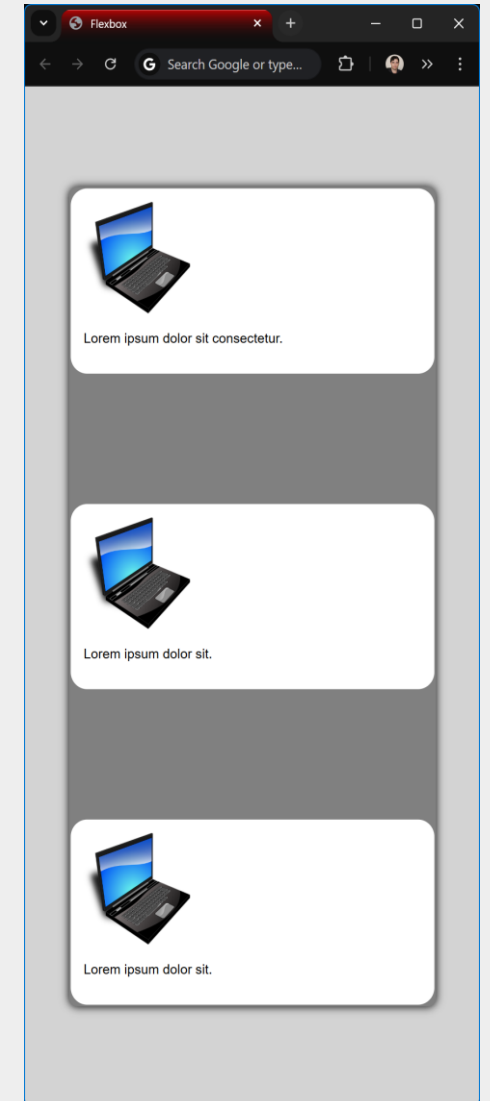 Flexbox
Search Google or type...
Lorem ipsum dolor sit consectetur.
Lorem ipsum dolor sit.
Lorem ipsum dolor sit.